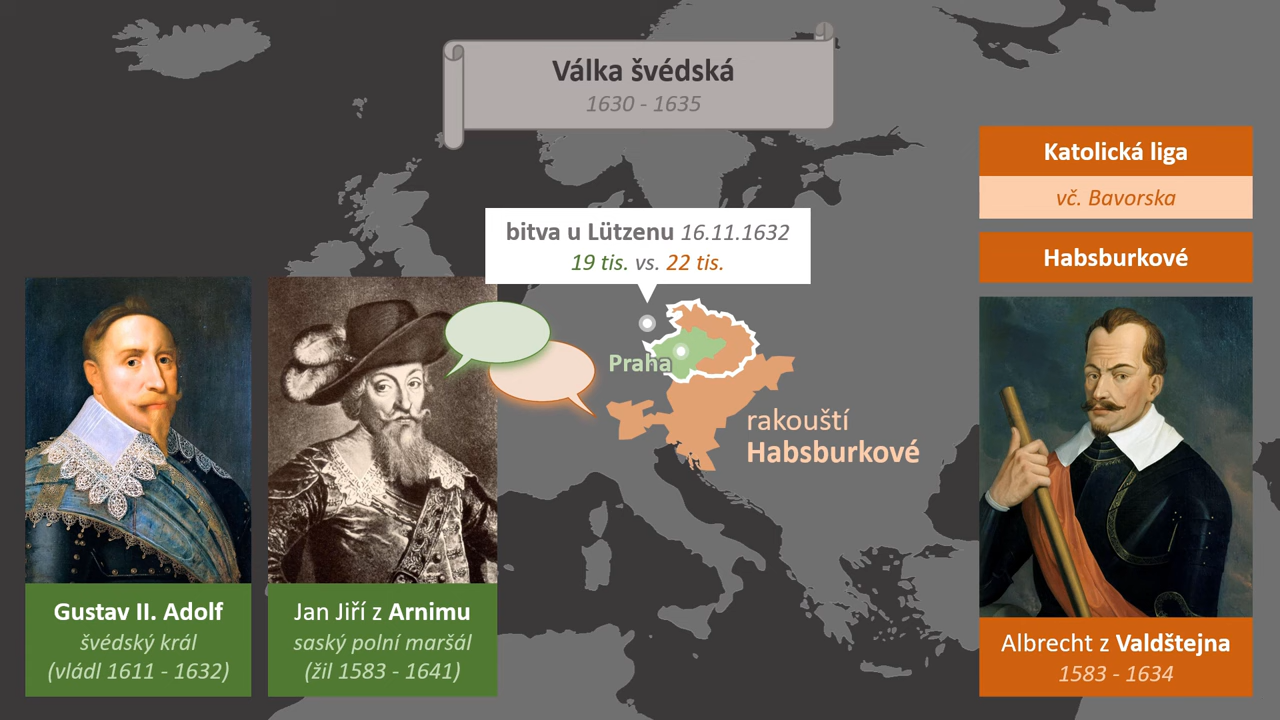 Válka švédská
1630 - 1635
Katolická liga
vč. Bavorska
Habsburkové
bitva u Lützenu 16.11.1632
19 tis. vs. 22 tis.
Praha
rakouští
Habsburkové
Gustav II. Adolf
švédský král
(vládl 1611 - 1632)
Jan Jiří z Arnimu
saský polní maršál
(žil 1583 - 1641)
Albrecht z Valdštejna
1583 - 1634